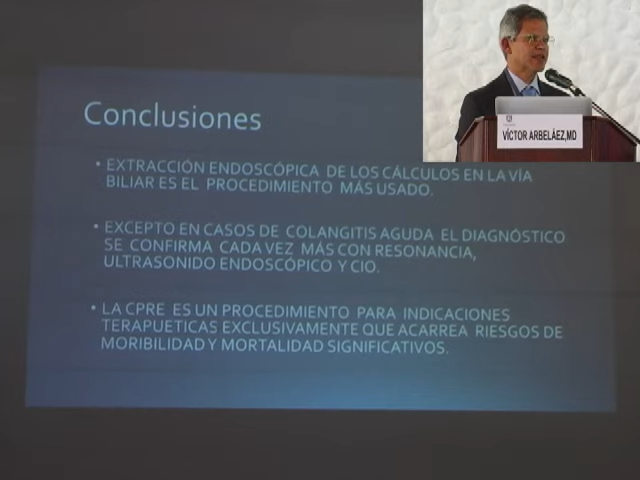 Conclusiones
• EXTRACCIÓN ENDOSCÓPICA DE LOS CÁLCULOS EN LA VÍA
BILIAR ES EL PROCEDIMIENTO MÁS USADO.
• EXCEPTO EN CASOS DE COLANGITIS AGUDA EL DIAGNÓSTICO
SE CONFIRMA CADA VEZ MÁS CON RESONANCIA,
ULTRASONIDO ENDOSCÓPICO Y CIO.
• LA CPRE ES UN PROCEDIMIENTO PARA INDICACIONES
TERAPUETICAS EXCLUSIVAMENTE QUE ACARREA RIESGOS DE
MORIBILIDAD Y MORTALIDAD SIGNIFICATIVOS.
VÍCTOR ARBELÁEZ,MD